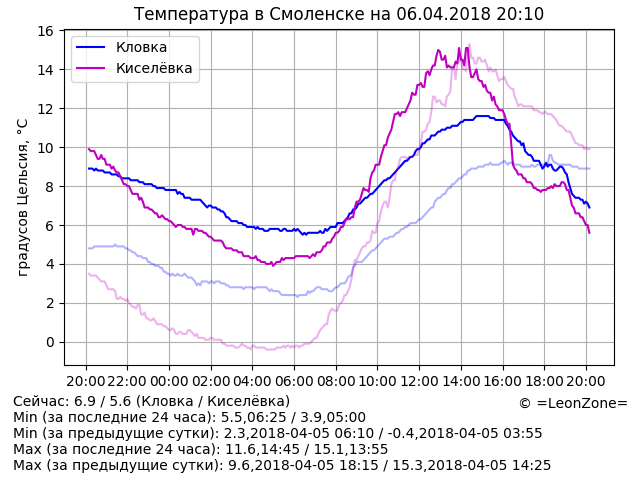 Температура в Смоленске на 06.04.2018 20:10
Кловка
Киселёвка
градусов Цельсия, °C
16
14
12
10
8
6
4
2
0
20:00 22:00 00:00 02:00 04:00 06:00 08:00 10:00 12:00 14:00 16:00 18:00 20:00
Сейчас: 6.9 / 5.6 (Кловка / Киселёвка)
© =LeonZone=
Min (за последние 24 часа): 5.5,06:25 / 3.9,05:00
Min (за предыдущие сутки): 2.3,2018-04-05 06:10 / -0.4,2018-04-05 03:55
Max (за последние 24 часа): 11.6,14:45 / 15.1,13:55
Max (за предыдущие сутки): 9.6,2018-04-05 18:15 / 15.3,2018-04-05 14:25